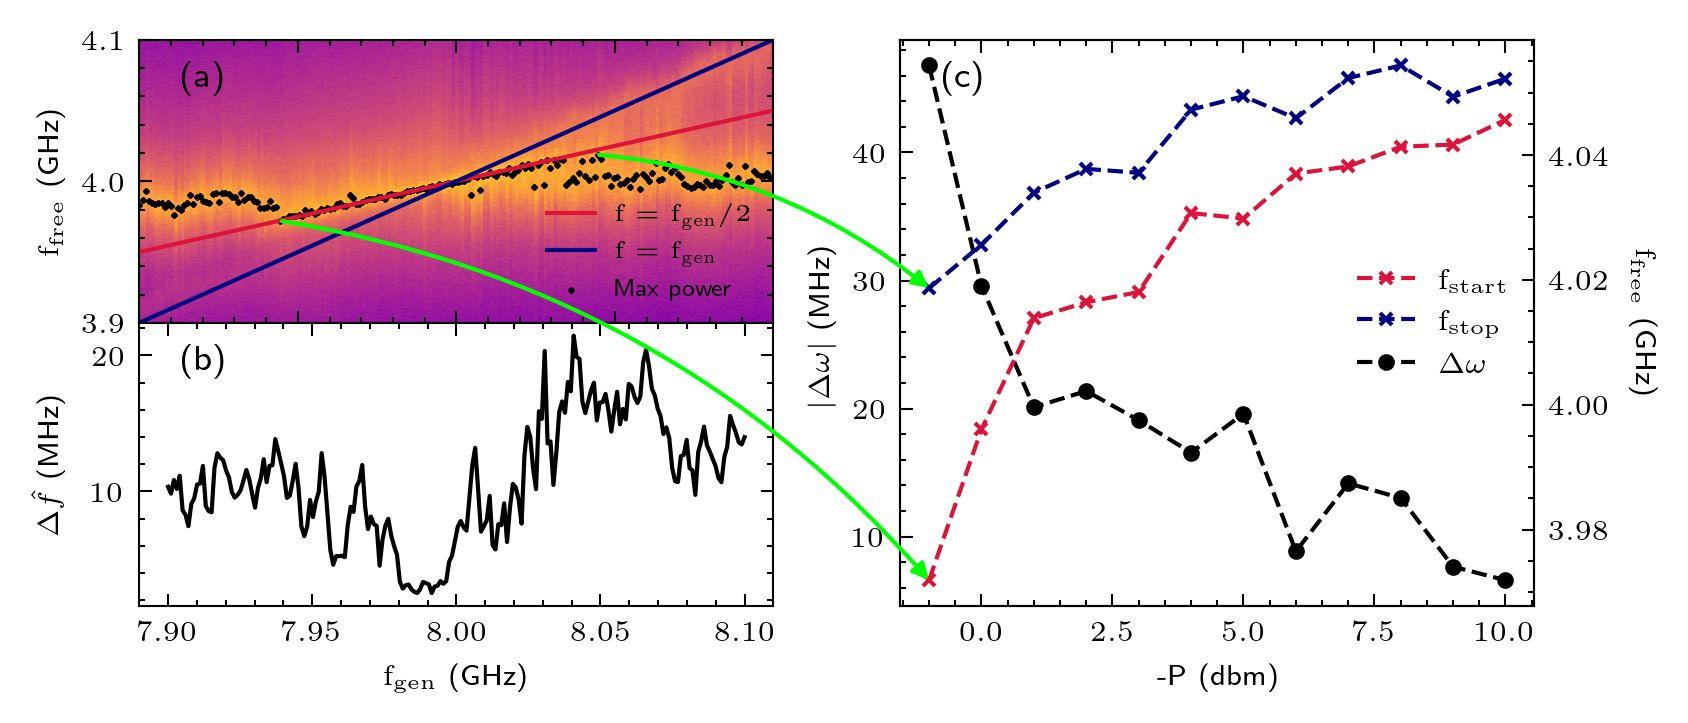 (a)
4.1
4.0
3.9
f_free (GHz)
f = f_gen/2
f = f_gen
Max power
(b)
20
10
Δf̂ (MHz)
7.90 7.95 8.00 8.05 8.10
f_gen (GHz)
(c)
40
30
20
10
|Δω| (MHz)
f_start
f_stop
Δω
4.04
4.02
4.00
3.98
f_free (GHz)
0.0 2.5 5.0 7.5 10.0
-P (dbm)